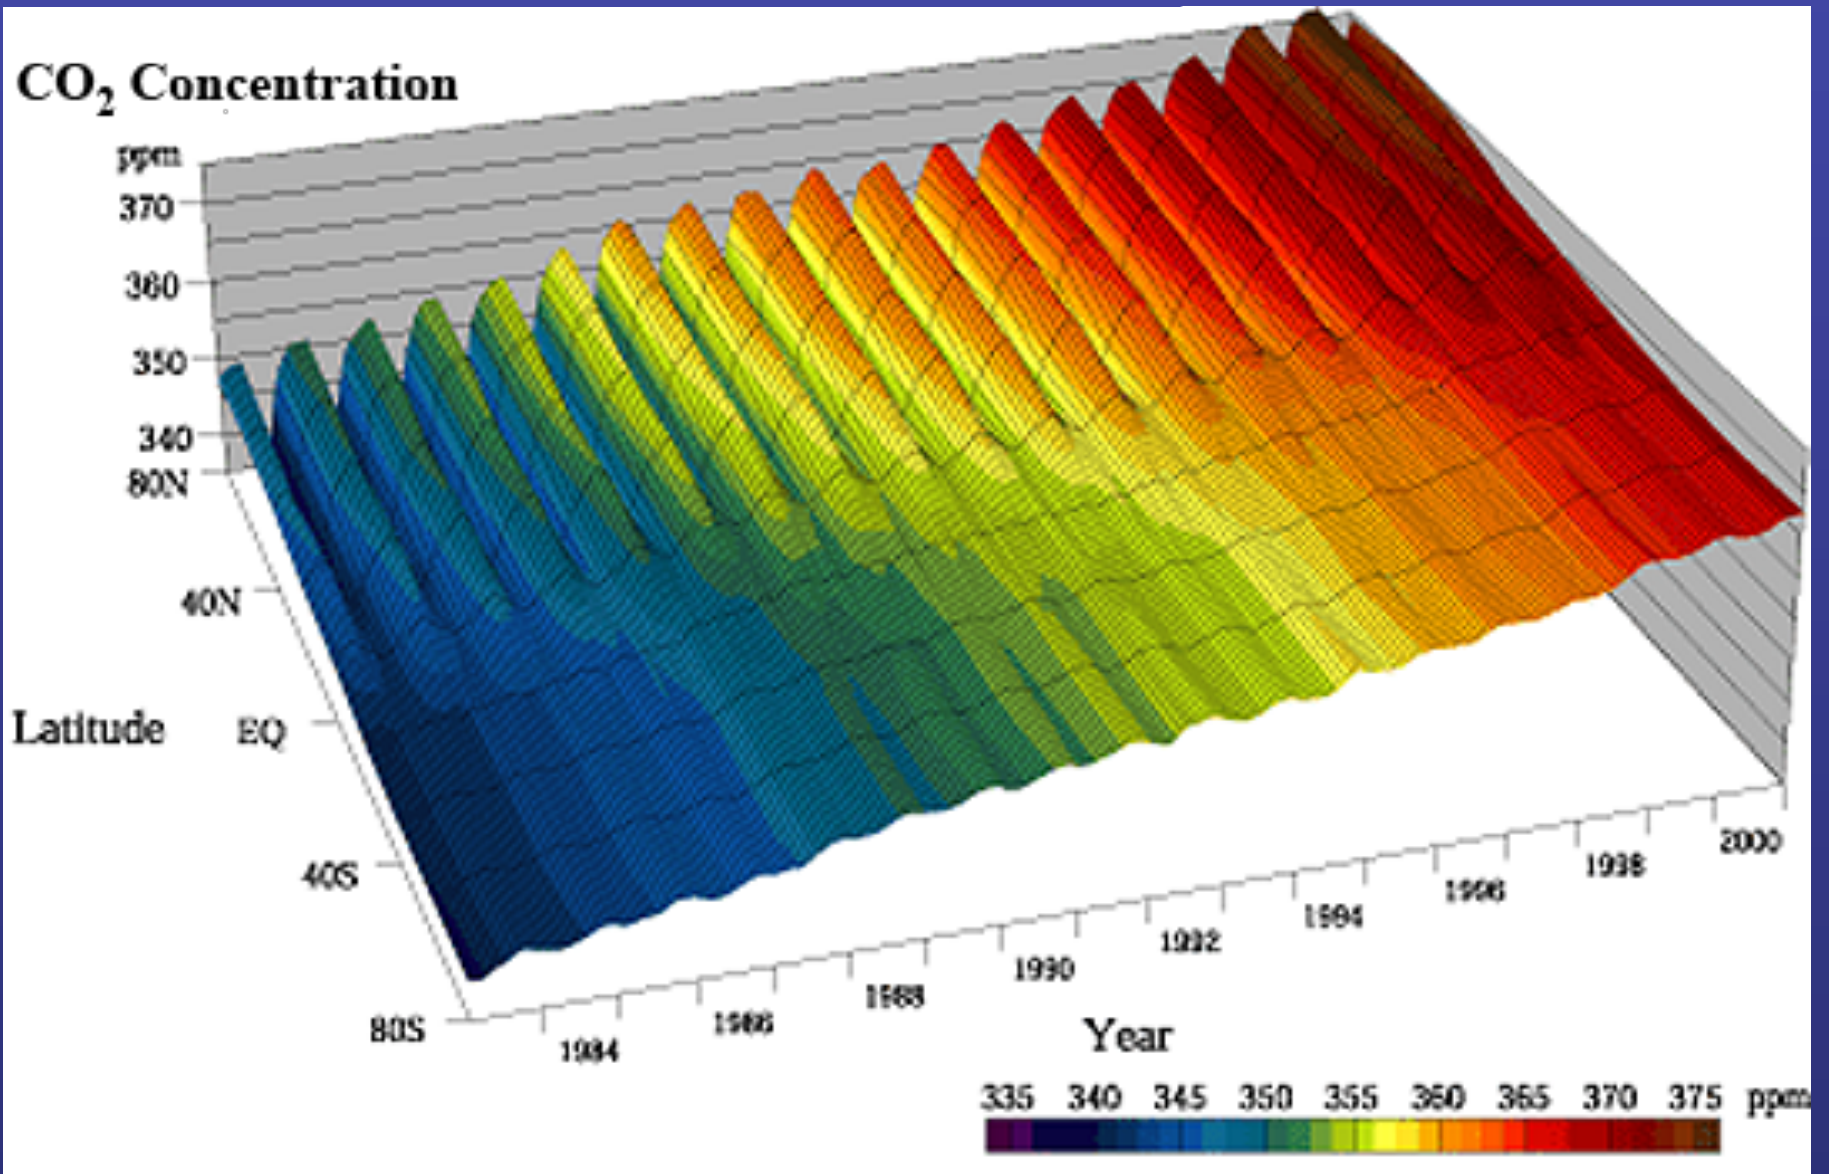 CO₂ Concentration
ppm
370
360
350
340
80N
40N
Latitude EQ
40S
80S
1984
1986
1988
1990
1992
1994
1996
1998
2000
Year
335 340 345 350 355 360 365 370 375 ppm